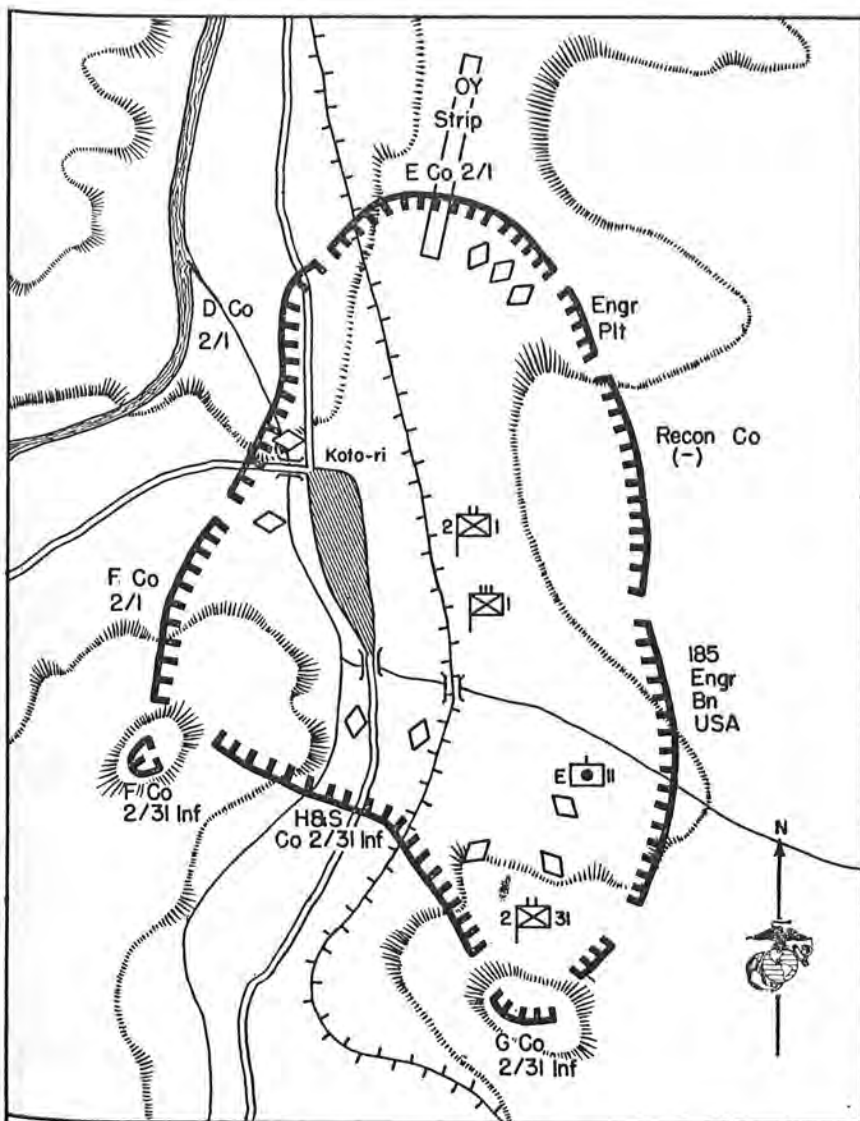 OY
Strip
E Co 2/1
D Co
2/1
Engr
Plt
Recon Co
(-)
Koto-ri
2 1
1
F Co
2/1
185
Engr
Bn
USA
E 11
F Co
2/31 Inf
H&S
Co 2/31 Inf
N
2 31
G Co
2/31 Inf